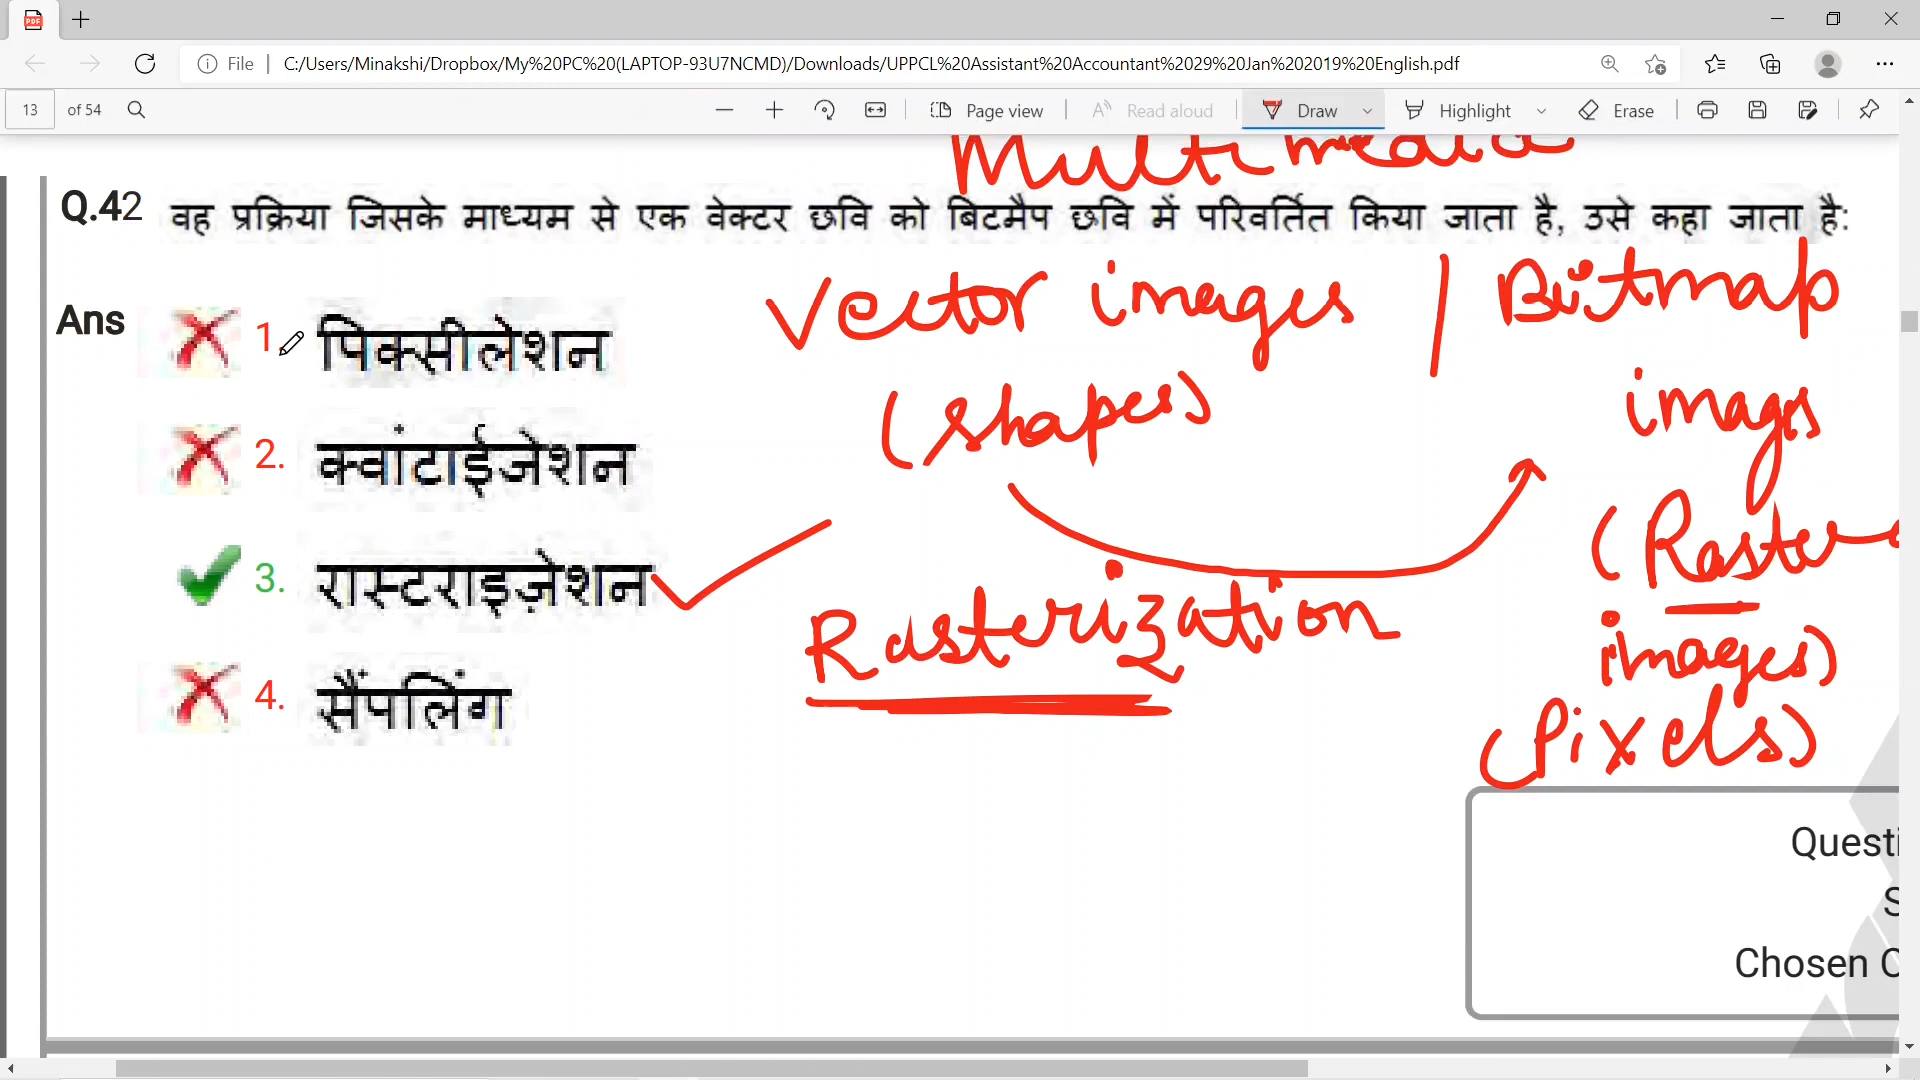 File C:/Users/Minakshi/Dropbox/My%20PC%20(LAPTOP-93U7NCMD)/Downloads/UPPCL%20Assistant%20Accountant%2029%20Jan%202019%20English.pdf
13 of 54 Page view Read aloud Draw Highlight Erase
Multimedia
Q.42 वह प्रक्रिया जिसके माध्यम से एक वेक्टर छवि को बिटमैप छवि में परिवर्तित किया जाता है, उसे कहा जाता है:
Vector images | Bitmap
Ans 1. पिक्सीलेशन
(shapes) images
2. क्वांटाईजेशन
(Raster
3. रास्टराइज़ेशन
Rasterization
images)
4. सैंपलिंग
(Pixels)
Questi
S
Chosen O